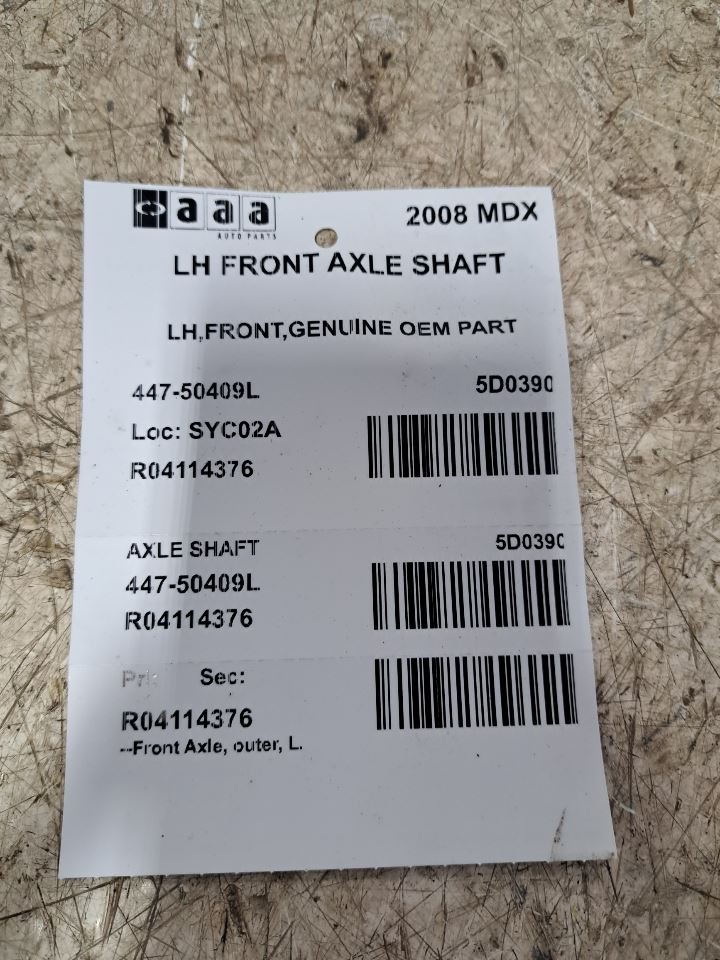 aaa 2008 MDX
AUTO PARTS
LH FRONT AXLE SHAFT
LH,FRONT,GENUINE OEM PART
447-50409L 5D0390
Loc: SYC02A
R04114376
AXLE SHAFT 5D0390
447-50409L
R04114376
Pri: Sec:
R04114376
--Front Axle, outer, L.